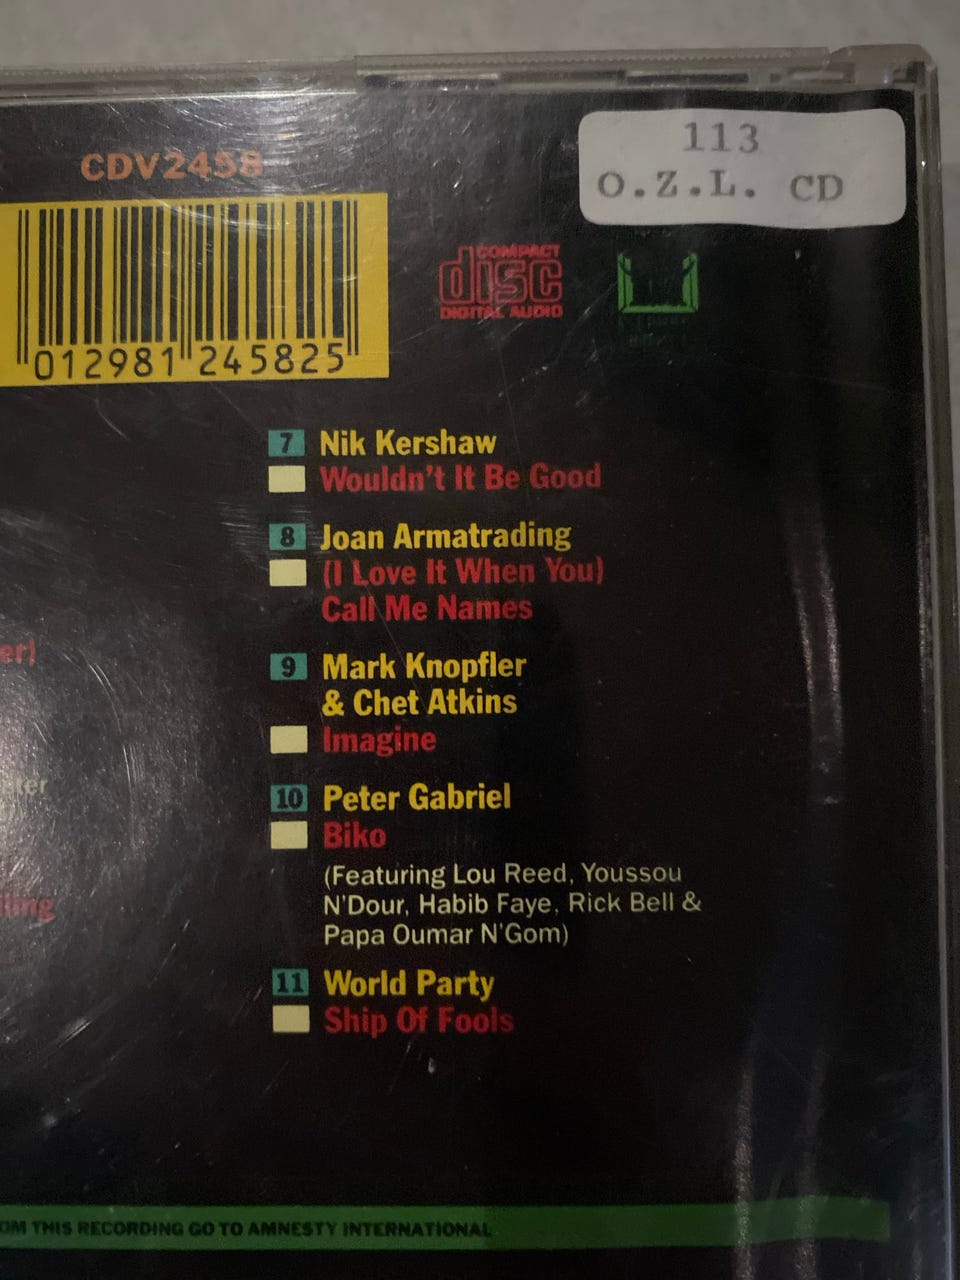 113
O.Z.L. CD
CDV2458
COMPACT
disc
DIGITAL AUDIO
012981 245825
7 Nik Kershaw
Wouldn't It Be Good
8 Joan Armatrading
(I Love It When You)
Call Me Names
er)
9 Mark Knopfler
& Chet Atkins
Imagine
10 Peter Gabriel
Biko
(Featuring Lou Reed, Youssou
N'Dour, Habib Faye, Rick Bell &
Papa Oumar N'Gom)
11 World Party
Ship Of Fools
OM THIS RECORDING GO TO AMNESTY INTERNATIONAL